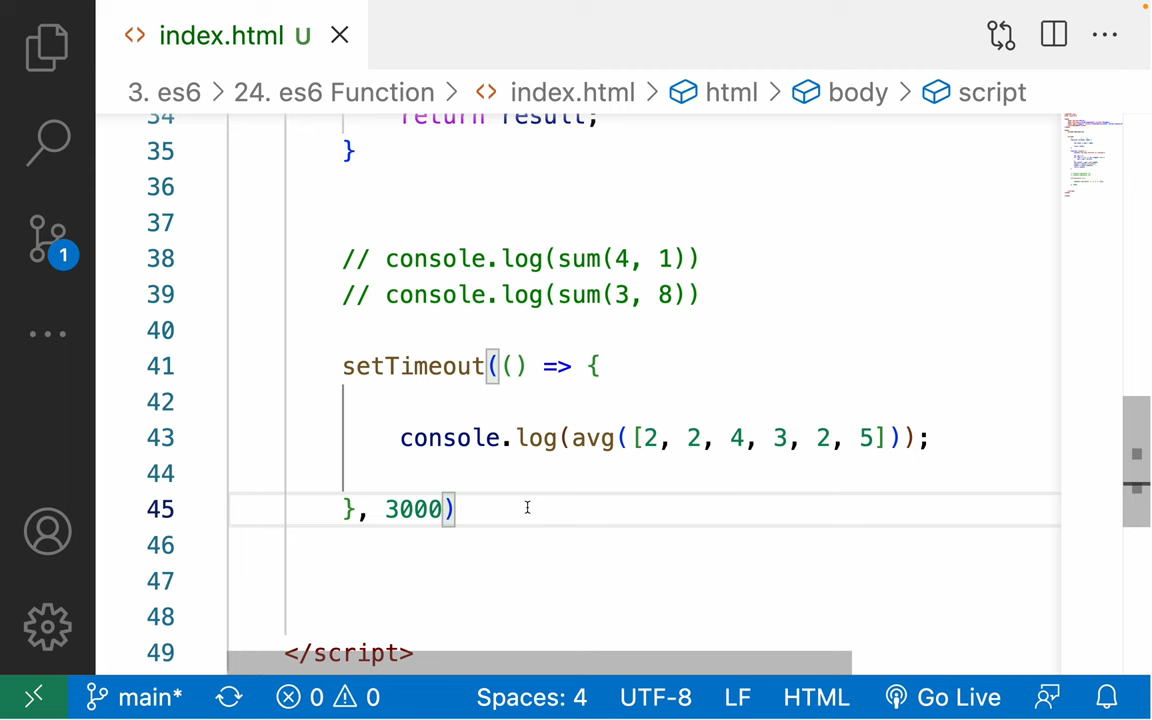 index.html U
3. es6 > 24. es6 Function > index.html > html > body > script
34 return result;
35 }
36
37
38 // console.log(sum(4, 1))
39 // console.log(sum(3, 8))
40
41 setTimeout(() => {
42
43 console.log(avg([2, 2, 4, 3, 2, 5]));
44
45 }, 3000)
46
47
48
49 </script>
1
main* 0 0 Spaces: 4 UTF-8 LF HTML Go Live